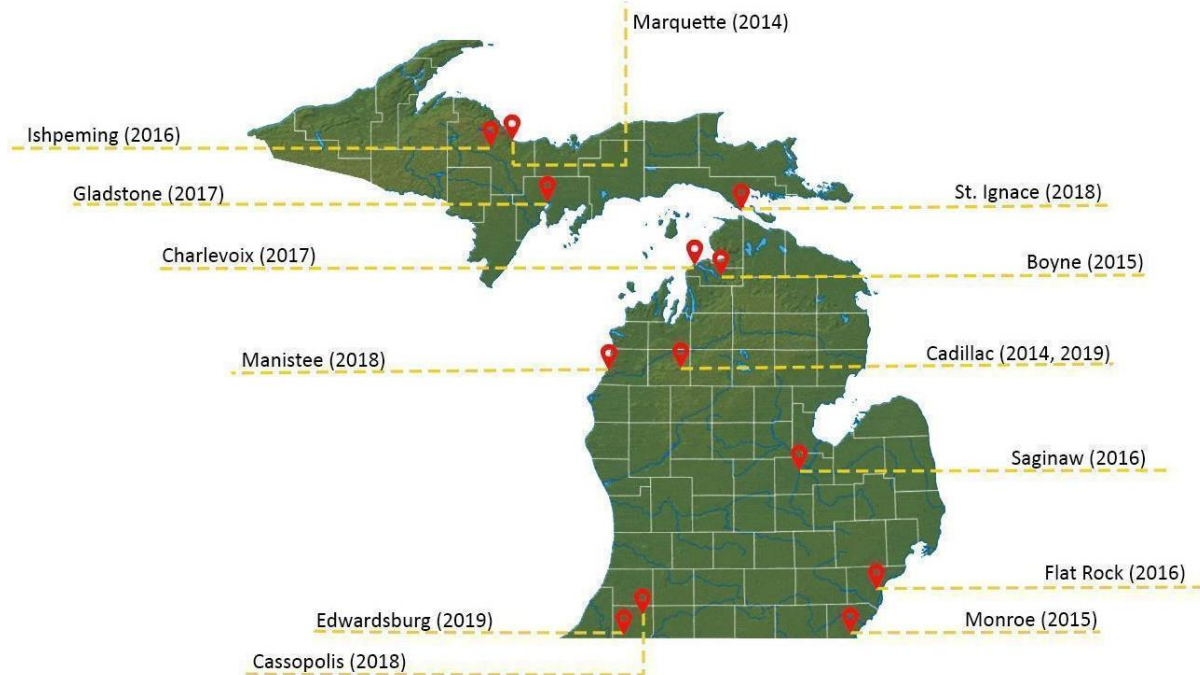 Marquette (2014)
Ishpeming (2016)
Gladstone (2017)
St. Ignace (2018)
Charlevoix (2017)
Boyne (2015)
Manistee (2018)
Cadillac (2014, 2019)
Saginaw (2016)
Flat Rock (2016)
Edwardsburg (2019)
Monroe (2015)
Cassopolis (2018)